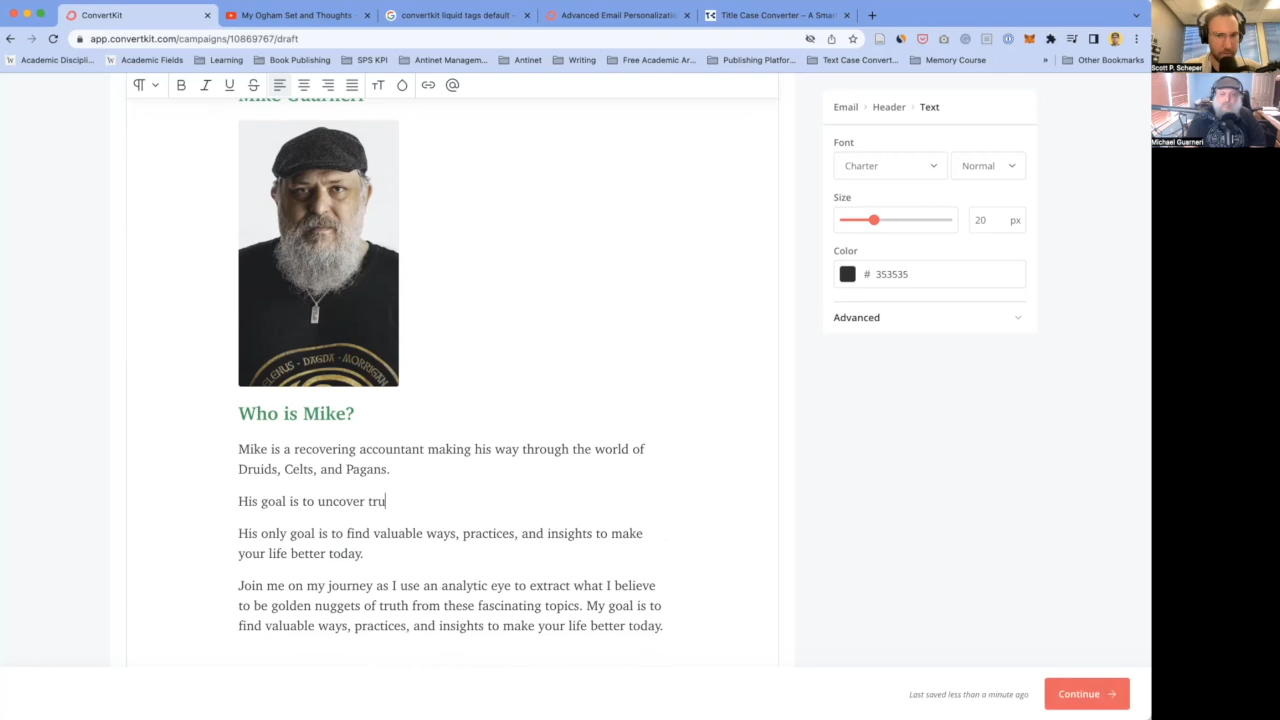 ConvertKit
My Ogham Set and Thoughts -
convertkit liquid tags default -
Advanced Email Personalizatio
Title Case Converter – A Smar
app.convertkit.com/campaigns/10869767/draft
Academic Discipli...
Academic Fields
Learning
Book Publishing
SPS KPI
Antinet Managem...
Antinet
Writing
Free Academic Ar...
Publishing Platfor...
Text Case Convert...
Memory Course
»
Other Bookmarks
Scott P. Scheper
Michael Guarneri
B I U S
Mike Guarneri
ELENUS - DAGDA - MORRIGAN
Who is Mike?
Mike is a recovering accountant making his way through the world of
Druids, Celts, and Pagans.
His goal is to uncover tru
His only goal is to find valuable ways, practices, and insights to make
your life better today.
Join me on my journey as I use an analytic eye to extract what I believe
to be golden nuggets of truth from these fascinating topics. My goal is to
find valuable ways, practices, and insights to make your life better today.
Email > Header > Text
Font
Charter
Normal
Size
20 px
Color
# 353535
Advanced
Last saved less than a minute ago
Continue →